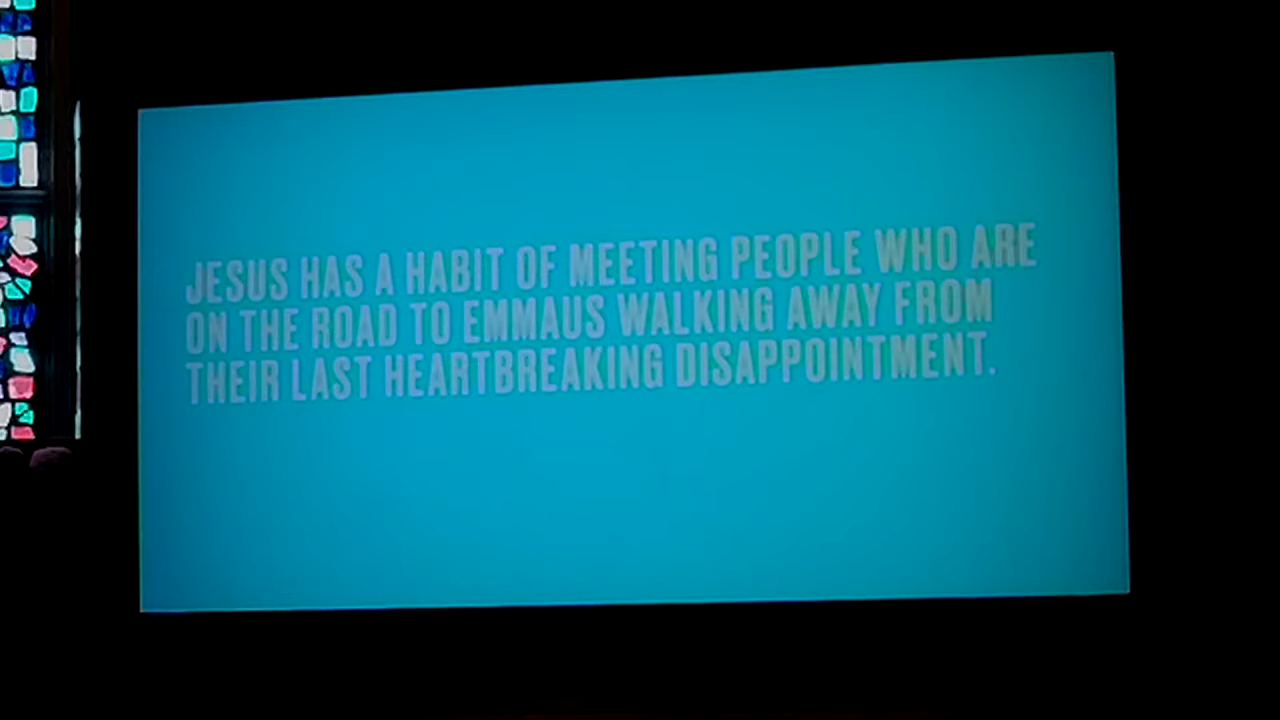 JESUS HAS A HABIT OF MEETING PEOPLE WHO ARE
ON THE ROAD TO EMMAUS WALKING AWAY FROM
THEIR LAST HEARTBREAKING DISAPPOINTMENT.